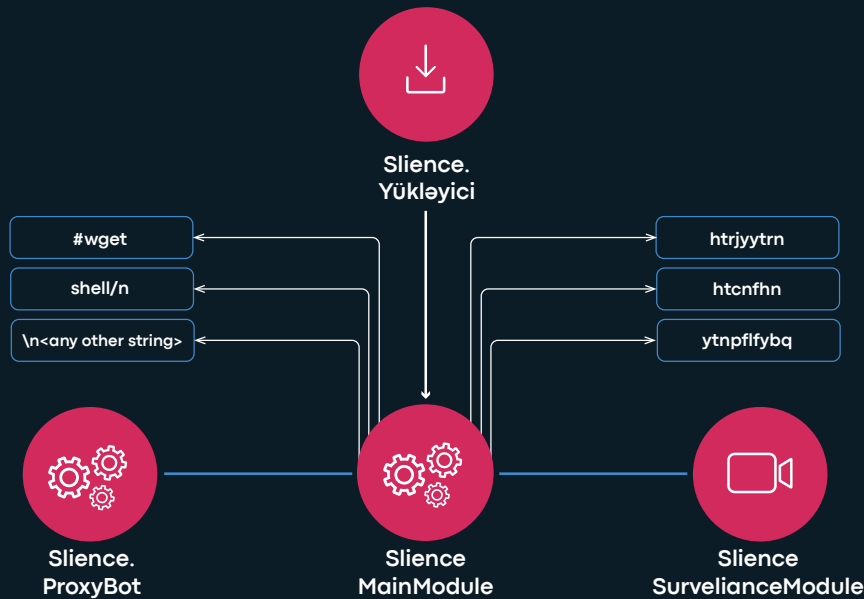 Slience.
Yükləyici
#wget
shell/n
\n<any other string>
htrjyytrn
htcnfhn
ytnpflfybq
Slience.
ProxyBot
Slience
MainModule
Slience
SurvelianceModule